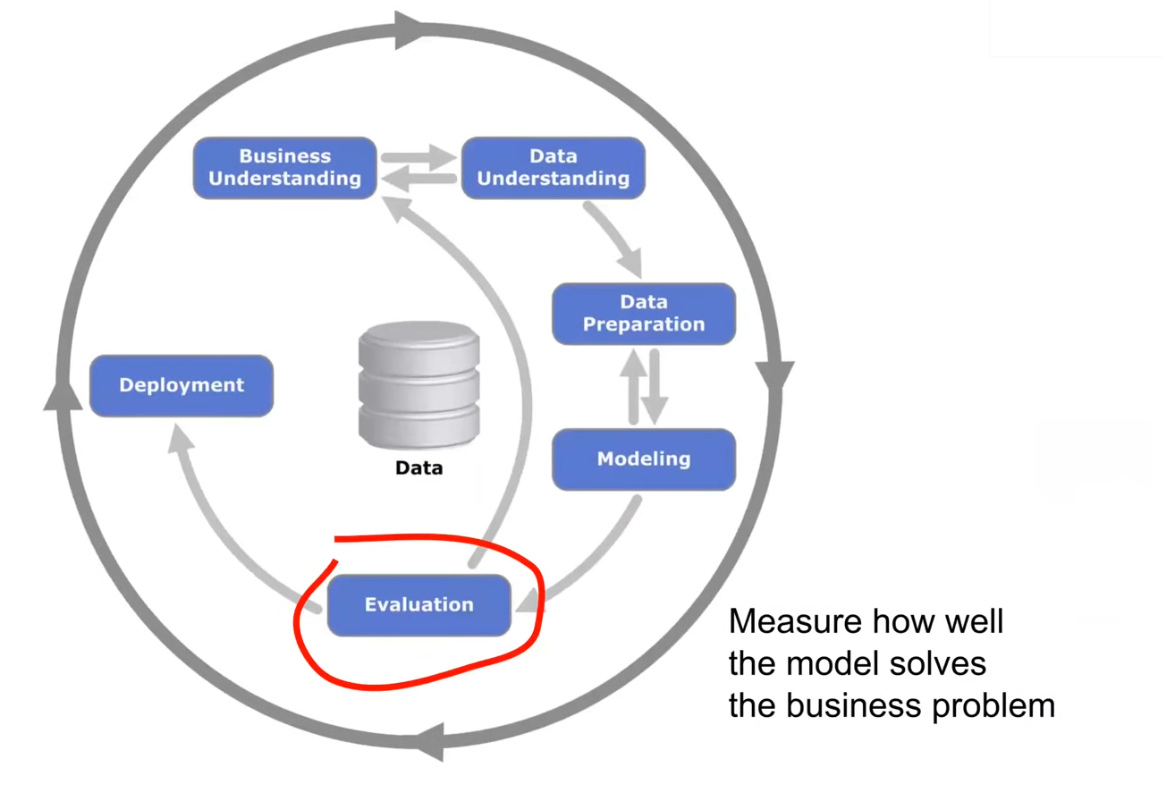 Business
Understanding
Data
Understanding
Data
Preparation
Deployment
Modeling
Data
Evaluation
Measure how well
the model solves
the business problem